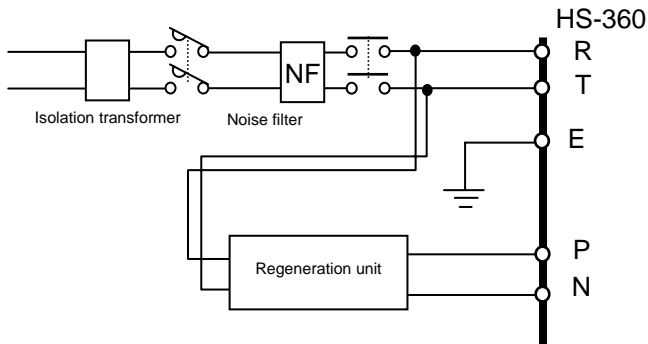 HS-360
R
NF
T
Isolation transformer
Noise filter
E
P
Regeneration unit
N